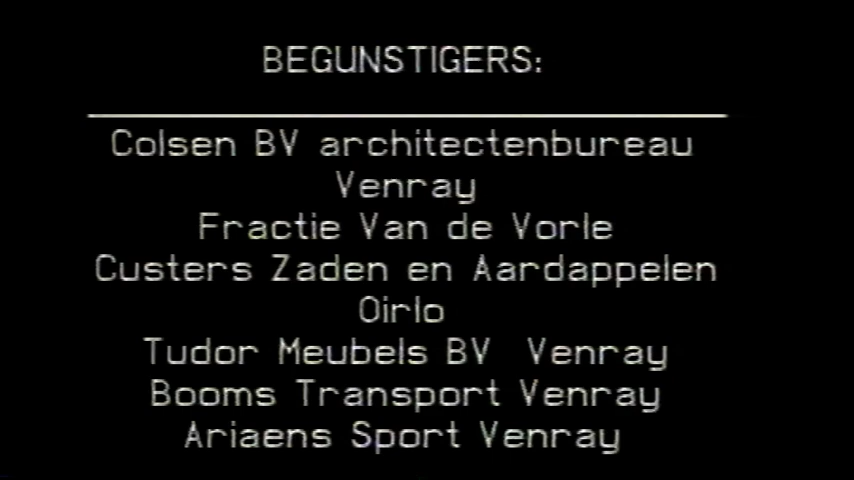 BEGUNSTIGERS:
Colsen BV architectenbureau
Venray
Fractie Van de Vorle
Custers Zaden en Aardappelen
Oirlo
Tudor Meubels BV Venray
Booms Transport Venray
Ariaens Sport Venray